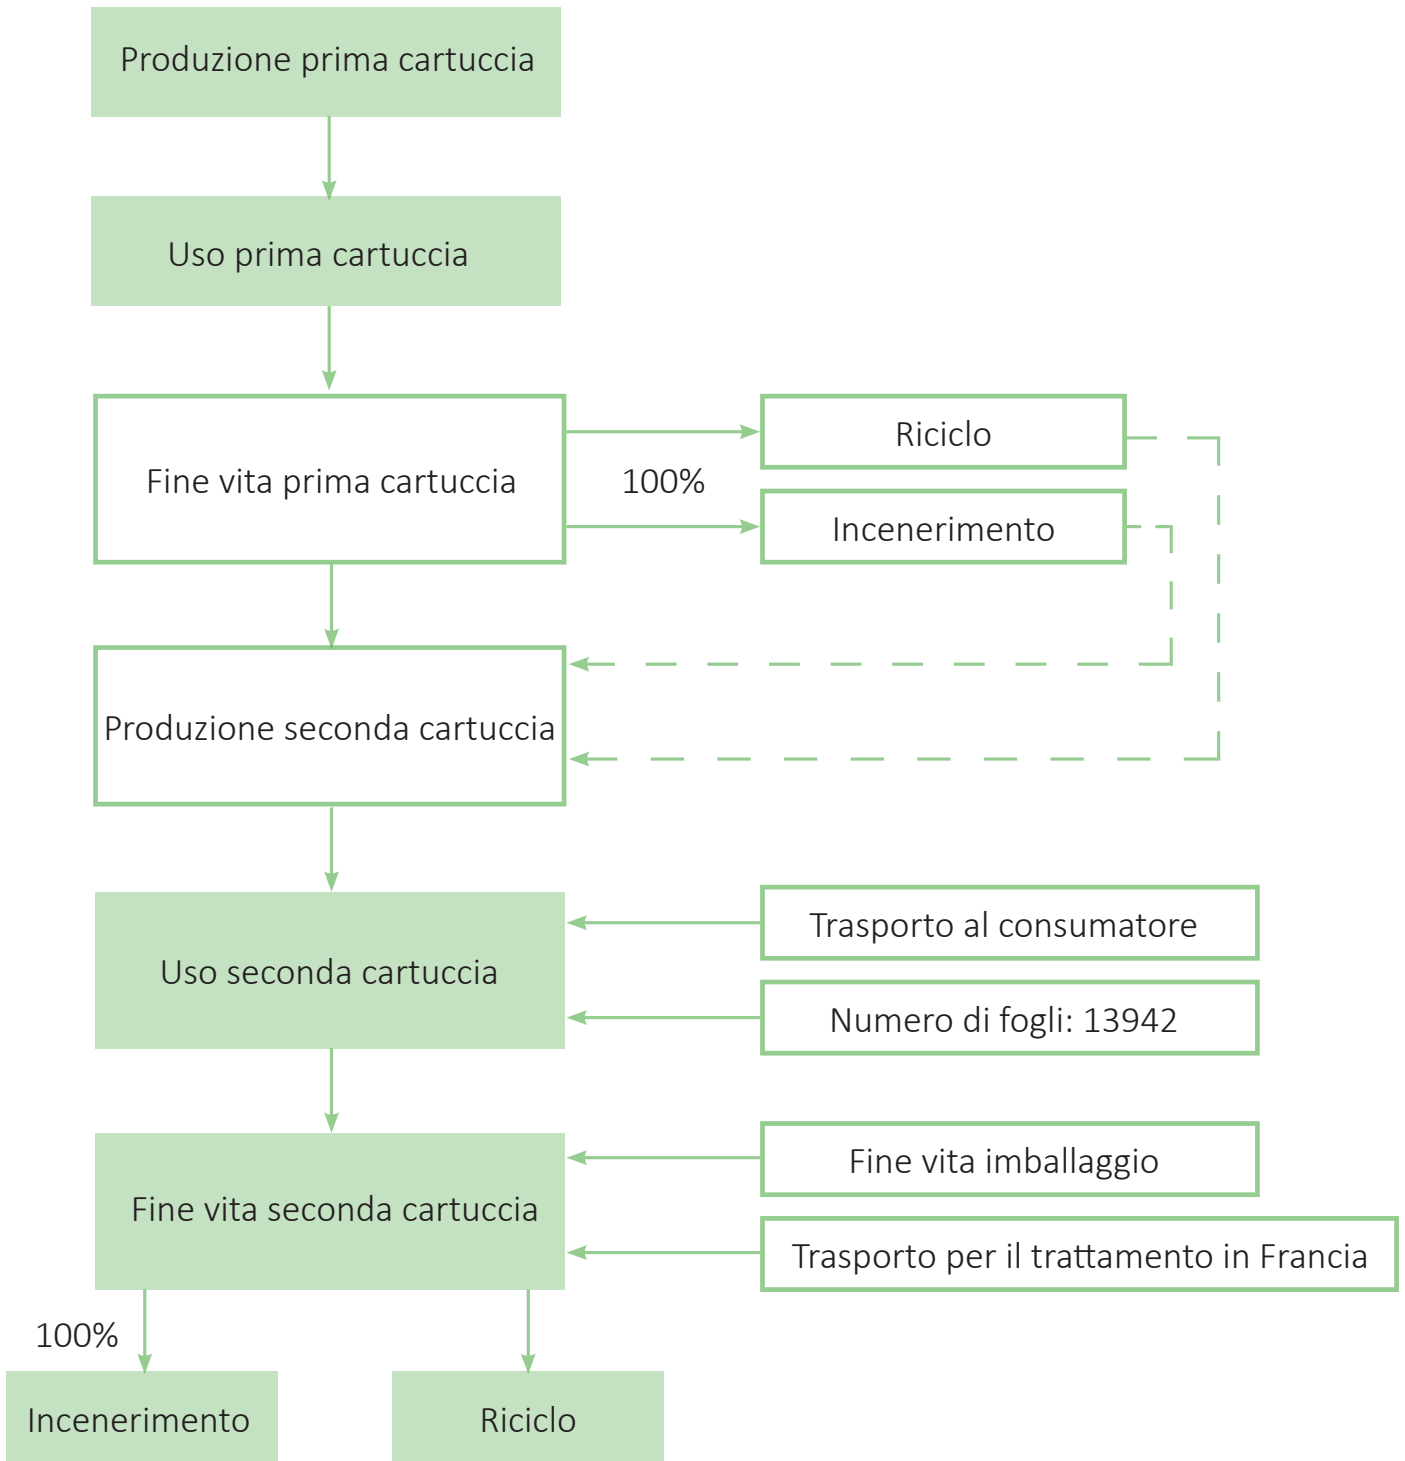 Produzione prima cartuccia
Uso prima cartuccia
Fine vita prima cartuccia
Riciclo
100%
Incenerimento
Produzione seconda cartuccia
Uso seconda cartuccia
Trasporto al consumatore
Numero di fogli: 13942
Fine vita seconda cartuccia
Fine vita imballaggio
Trasporto per il trattamento in Francia
100%
Incenerimento
Riciclo